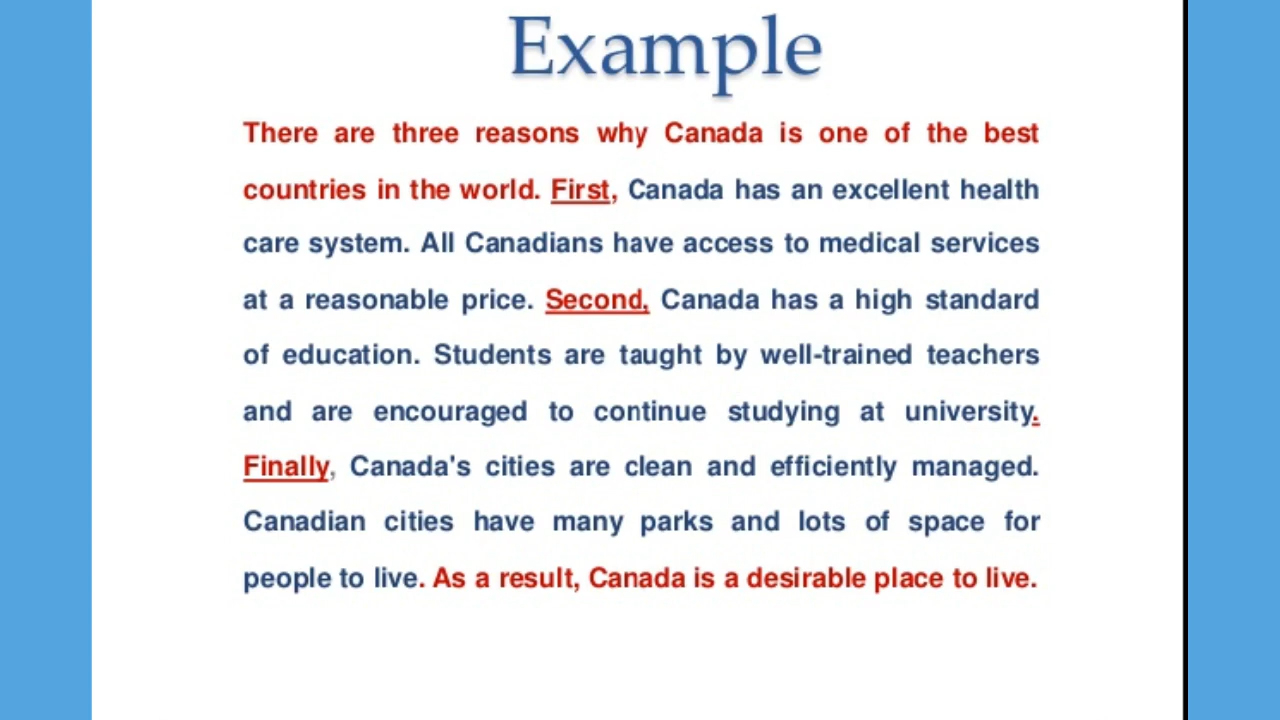 Example
There are three reasons why Canada is one of the best
countries in the world. First, Canada has an excellent health
care system. All Canadians have access to medical services
at a reasonable price. Second, Canada has a high standard
of education. Students are taught by well-trained teachers
and are encouraged to continue studying at university.
Finally, Canada's cities are clean and efficiently managed.
Canadian cities have many parks and lots of space for
people to live. As a result, Canada is a desirable place to live.